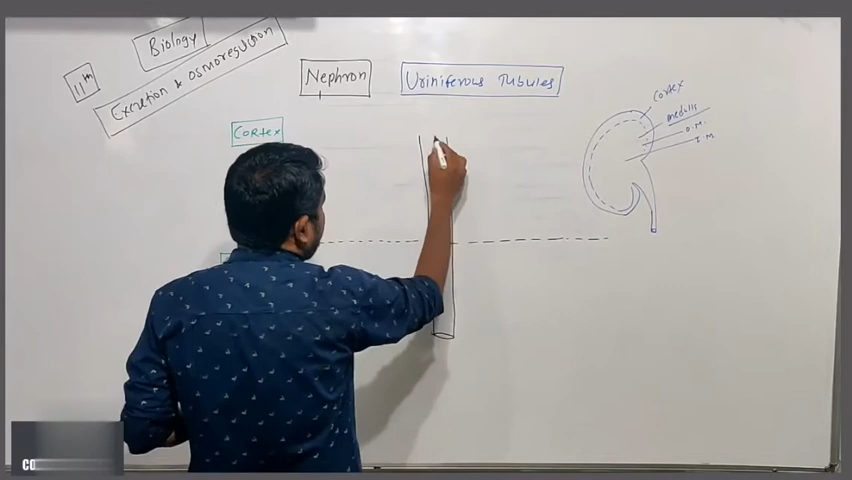 11th
Biology
Excretion & osmoregulation
Nephron
Uriniferous Tubules
Cortex
Cortex
medulla
O.M.
I.M